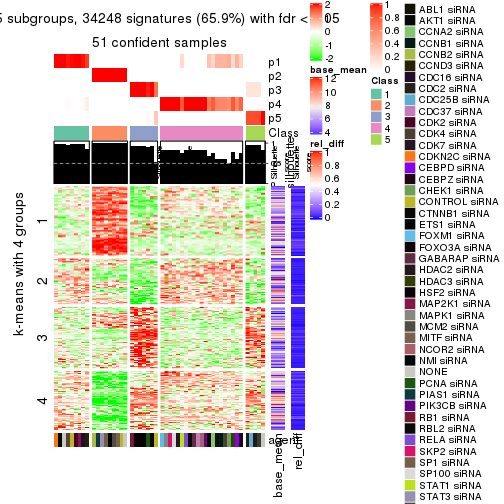 5 subgroups, 34248 signatures (65.9%) with fdr < 0.05
51 confident samples
p1
p2
p3
p4
p5
Class
Silhouette
1
0.5
0
k-means with 4 groups
1
2
3
4
agent
base_mean
rel_diff
2
1
0
-1
-2
base_mean
12
10
8
6
4
rel_diff
1
0.8
0.6
0.4
0.2
0
1
0.8
0.6
0.4
0.2
0
Class
1
2
3
4
5
ABL1 siRNA
AKT1 siRNA
CCNA2 siRNA
CCNB1 siRNA
CCNB2 siRNA
CCND3 siRNA
CDC16 siRNA
CDC2 siRNA
CDC25B siRNA
CDC37 siRNA
CDK2 siRNA
CDK4 siRNA
CDK7 siRNA
CDKN2C siRNA
CEBPD siRNA
CEBPZ siRNA
CHEK1 siRNA
CONTROL siRNA
CTNNB1 siRNA
ETS1 siRNA
FOXM1 siRNA
FOXO3A siRNA
GABARAP siRNA
HDAC2 siRNA
HDAC3 siRNA
HSF2 siRNA
MAP2K1 siRNA
MAPK1 siRNA
MCM2 siRNA
MITF siRNA
NCOR2 siRNA
NMI siRNA
NONE
PCNA siRNA
PIAS1 siRNA
PIK3CB siRNA
RB1 siRNA
RBL2 siRNA
RELA siRNA
SKP2 siRNA
SP1 siRNA
SP100 siRNA
STAT1 siRNA
STAT3 siRNA